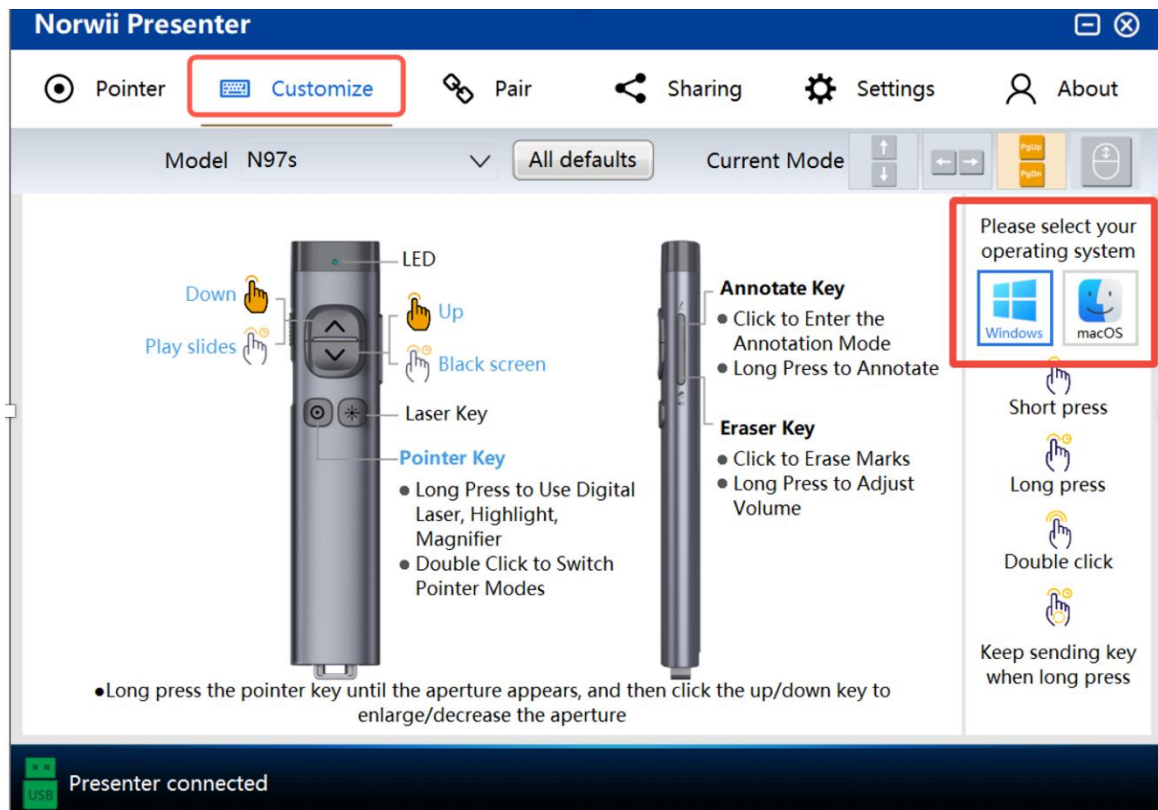 Norwii Presenter
Pointer
Customize
Pair
Sharing
Settings
About
Model N97s
All defaults
Current Mode
PgUp
PgDn
LED
Down
Play slides
Up
Black screen
Laser Key
Pointer Key
● Long Press to Use Digital
Laser, Highlight,
Magnifier
● Double Click to Switch
Pointer Modes
Annotate Key
● Click to Enter the
Annotation Mode
● Long Press to Annotate
Eraser Key
● Click to Erase Marks
● Long Press to Adjust
Volume
Please select your
operating system
Windows
macOS
Short press
Long press
Double click
Keep sending key
when long press
●Long press the pointer key until the aperture appears, and then click the up/down key to
enlarge/decrease the aperture
USB
Presenter connected